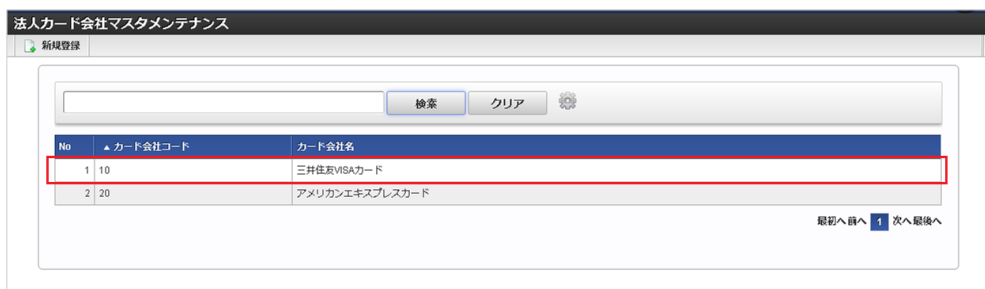 法人カード会社マスタメンテナンス
新規登録
検索 クリア
No ▲ カード会社コード カード会社名
1 10 三井住友VISAカード
2 20 アメリカンエキスプレスカード
最初へ 前へ 1 次へ 最後へ